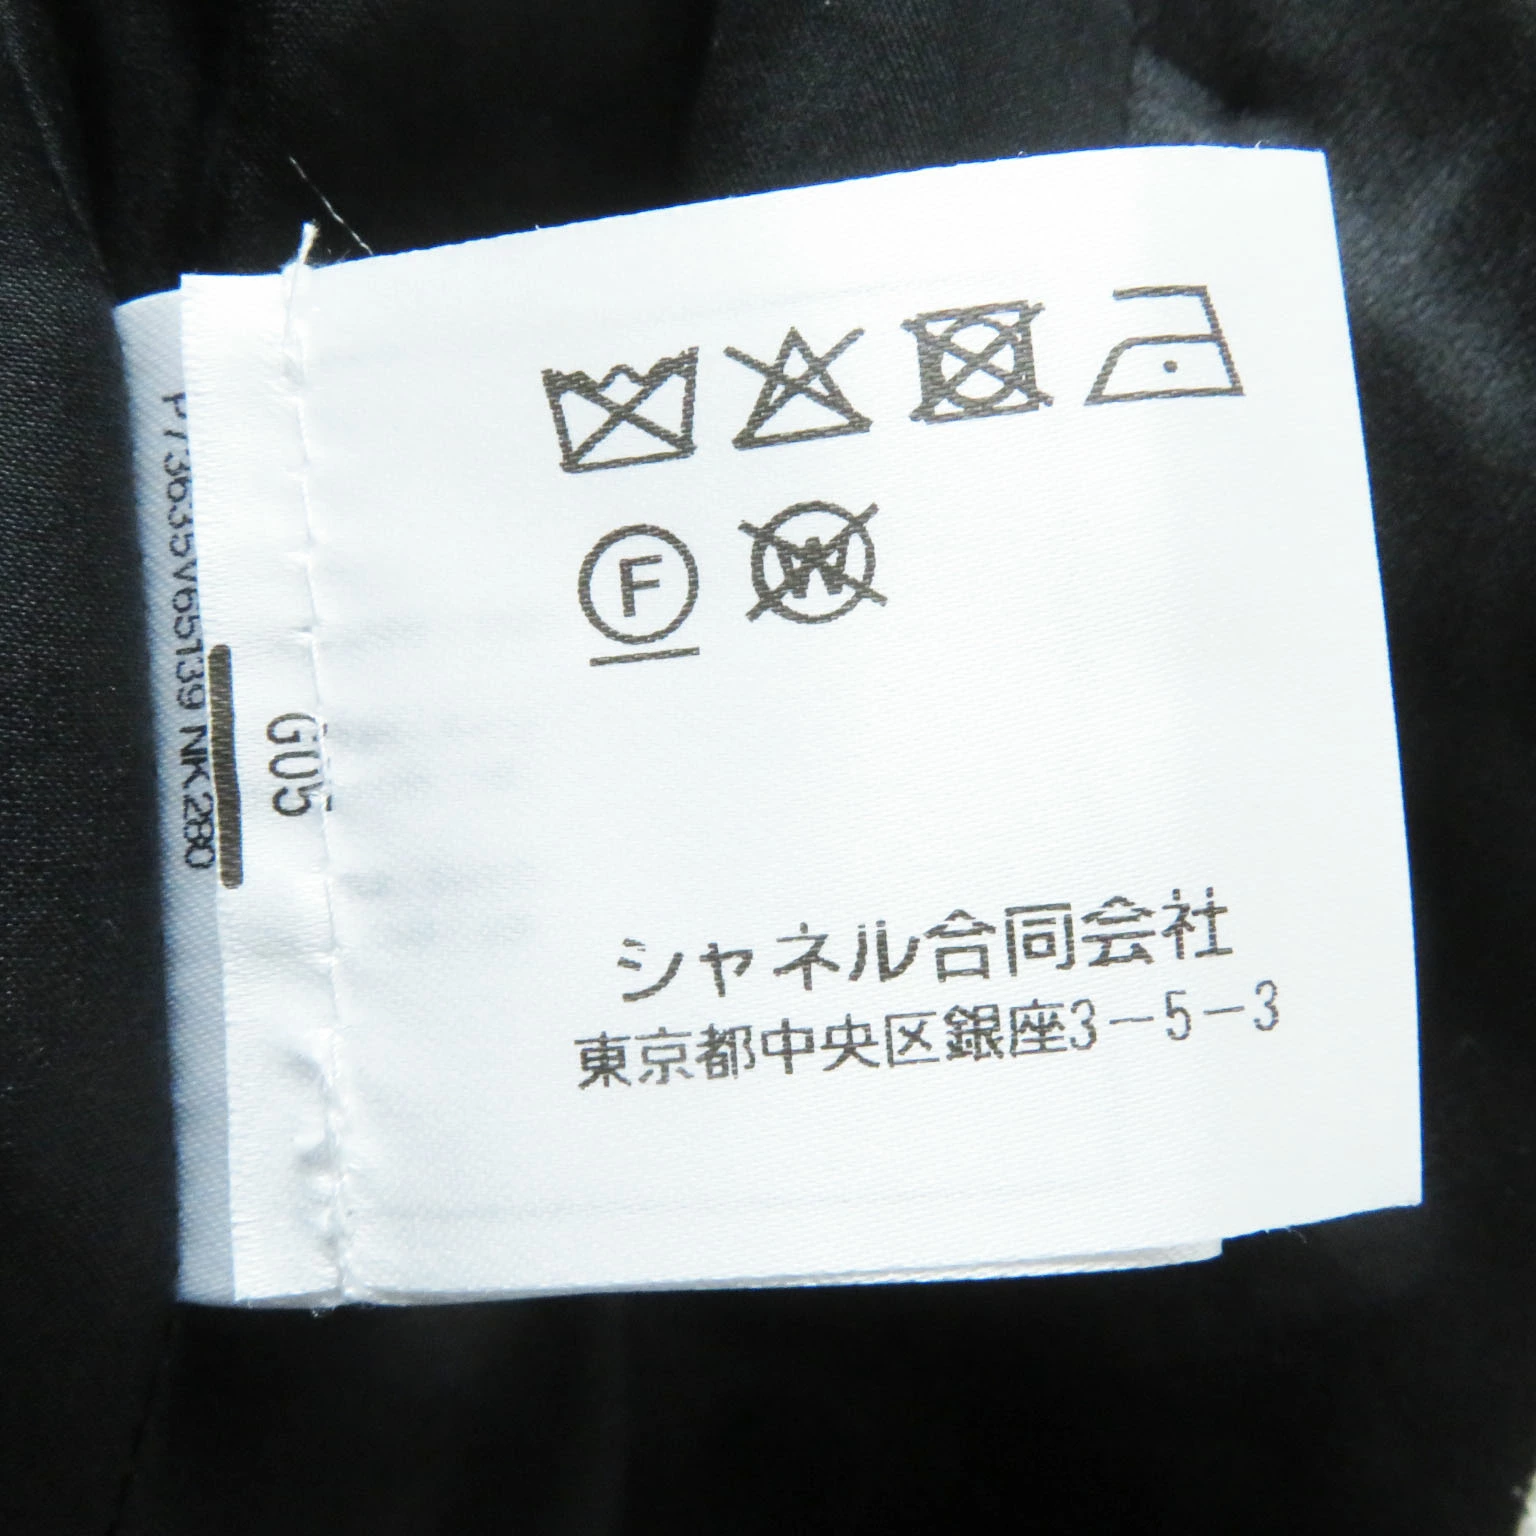 P73635V65139 NK280
G05
F
W
シャネル合同会社
東京都中央区銀座3-5-3